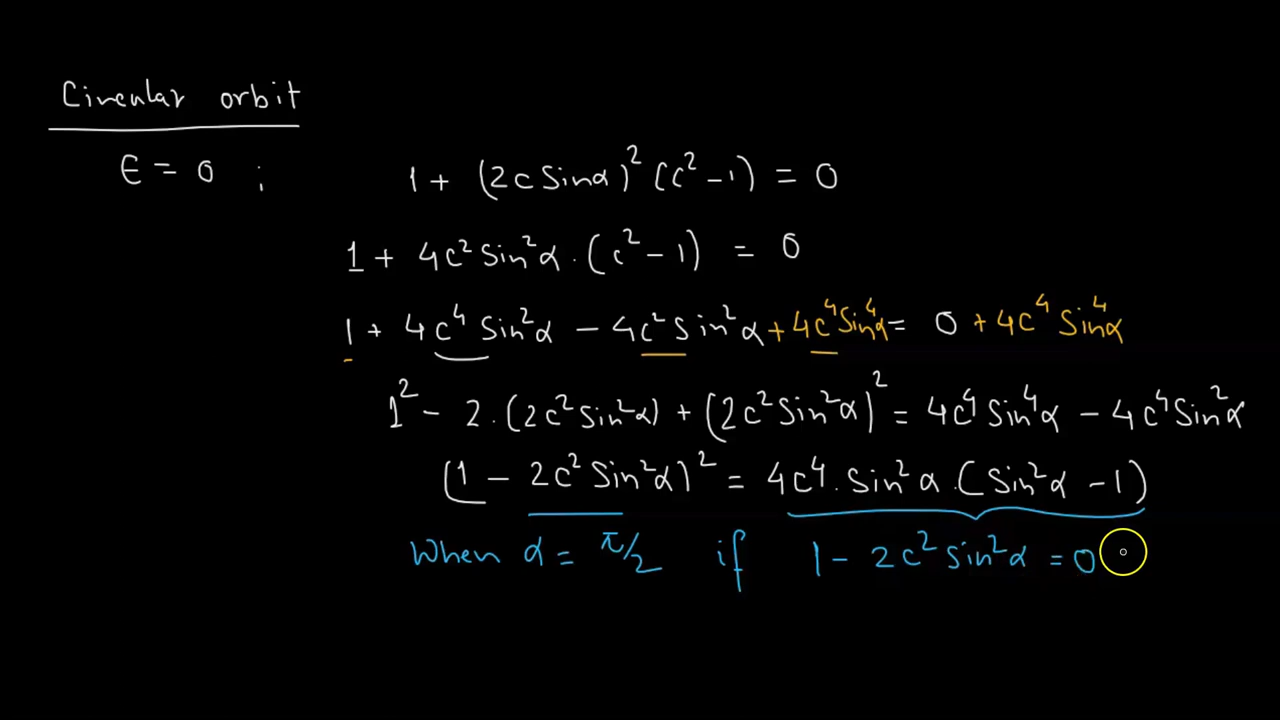 Circular orbit
ϵ = 0 ; 1 + (2c Sinα)² (c² - 1) = 0
1 + 4c² Sin²α · (c² - 1) = 0
1 + 4c⁴ Sin²α - 4c² Sin²α + 4c⁴ Sin⁴α = 0 + 4c⁴ Sin⁴α
1² - 2 · (2c² Sin²α) + (2c² Sin²α)² = 4c⁴ Sin⁴α - 4c⁴ Sin²α
(1 - 2c² Sin²α)² = 4c⁴ · Sin²α · (Sin²α - 1)
When α = π/2 if 1 - 2c² Sin²α = 0